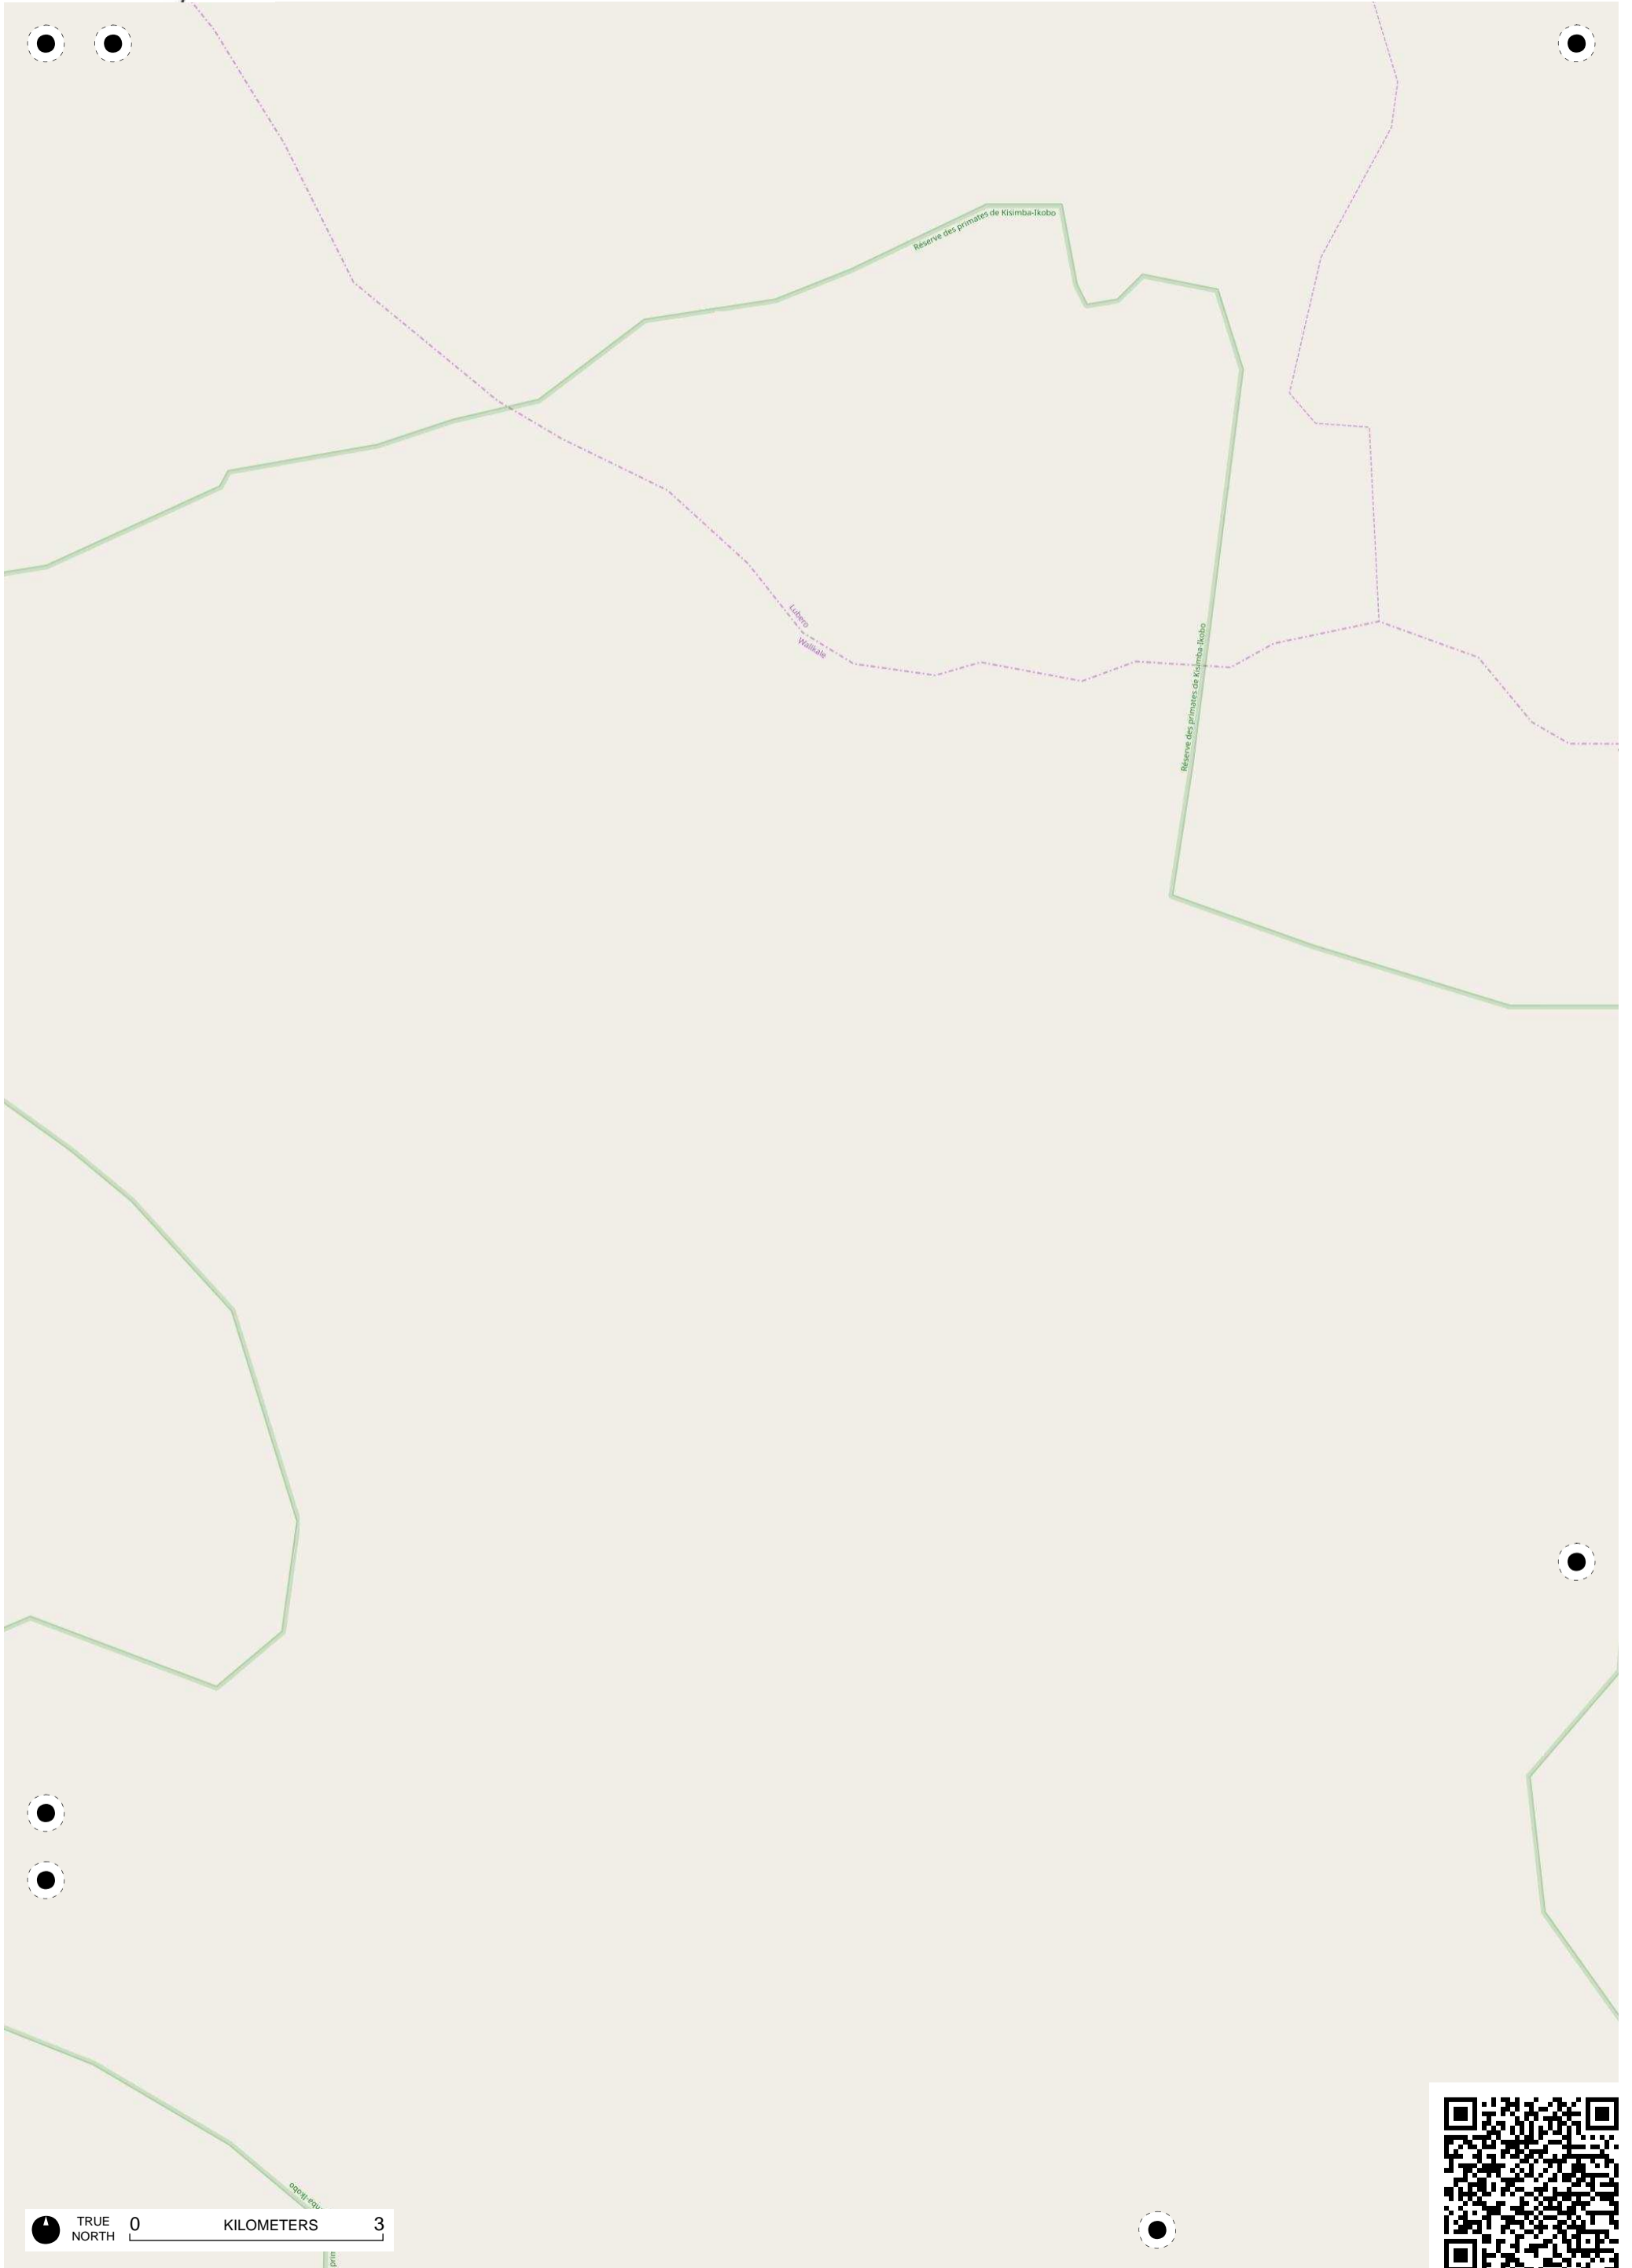 Réserve des primates de Kisimba-Ikobo
Lubero
Walikale
Réserve des primates de Kisimba-Ikobo
TRUE
NORTH
0 KILOMETERS 3